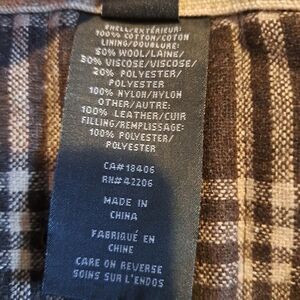 SHELL/EXTÉRIEUR:
100% COTTON/COTON
LINING/DOUBLURE:
50% WOOL/LAINE/
30% VISCOSE/VISCOSE/
20% POLYESTER/
POLYESTER
100% NYLON/NYLON
OTHER/AUTRE:
100% LEATHER/CUIR
FILLING/REMPLISSAGE:
100% POLYESTER/
POLYESTER
CA#18406
RN#42206
MADE IN
CHINA
FABRIQUÉ EN
CHINE
CARE ON REVERSE
SOINS SUR L'ENDOS